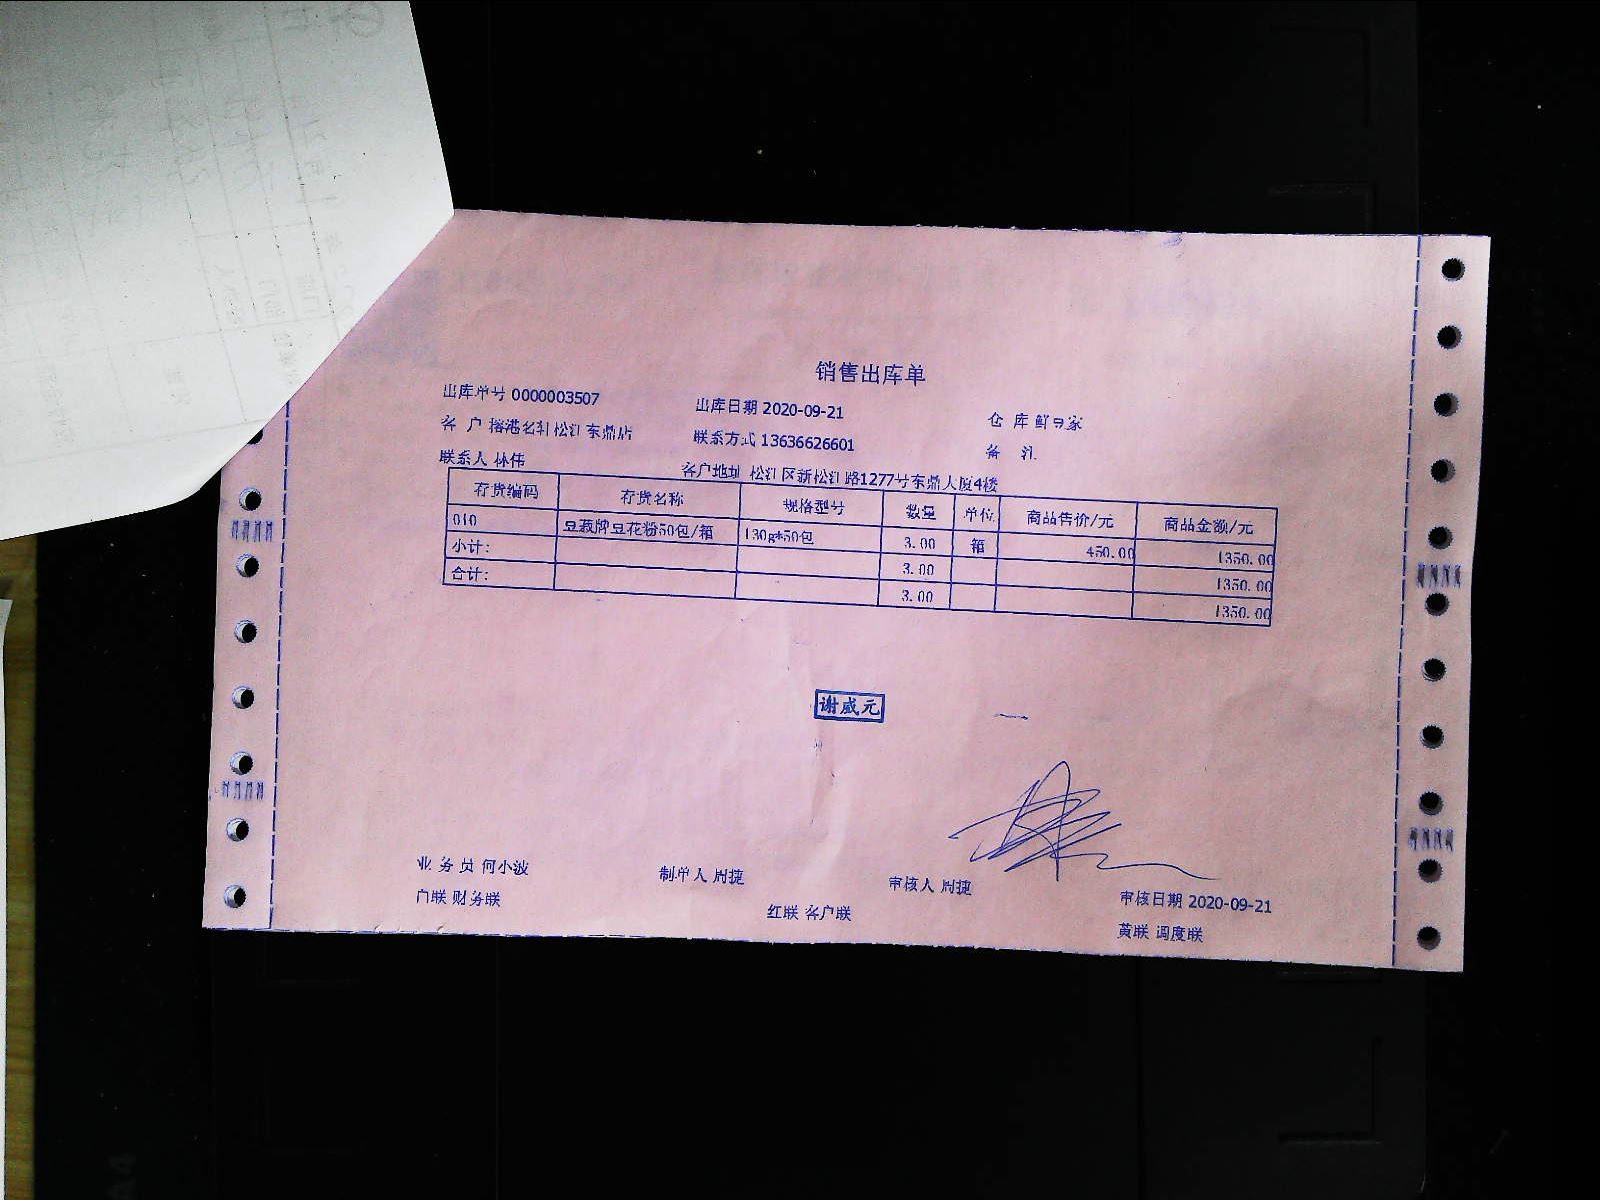 销售出库单
出库单号 0000003507 出库日期 2020-09-21 仓 库 鲜日家
客 户 榕港名轩松江东鼎店 联系方式 13636626601 备 注
联系人 林伟 客户地址 松江区新松江路1277号东鼎大厦4楼
存货编码 存货名称 规格型号 数量 单位 商品售价/元 商品金额/元
010 豆蔻牌豆花粉50包/箱 130g*50包 3.00 箱 450.00 1350.00
小计: 3.00 1350.00
合计: 3.00 1350.00
谢威元
业 务 员 何小波 制单人 周捷 审核人 周捷 审核日期 2020-09-21
门联 财务联 红联 客户联 黄联 调度联